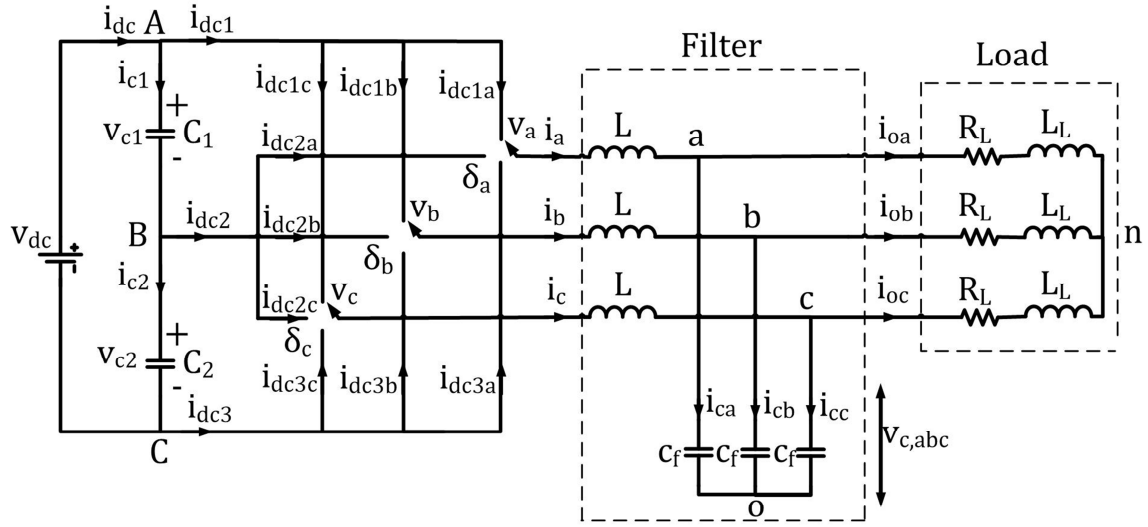 i_dc A i_dc1
Filter
Load
i_c1 i_dc1c i_dc1b i_dc1a
+
v_c1 C_1
-
i_dc2a v_a i_a L a i_oa R_L L_L
δ_a
v_dc + - B i_dc2 i_dc2b v_b i_b L b i_ob R_L L_L n
δ_b
i_c2 i_dc2c v_c i_c L c i_oc R_L L_L
δ_c
+
v_c2 C_2
-
i_dc3c i_dc3b i_dc3a
i_dc3
C
i_ca i_cb i_cc
c_f c_f c_f
v_c,abc
o